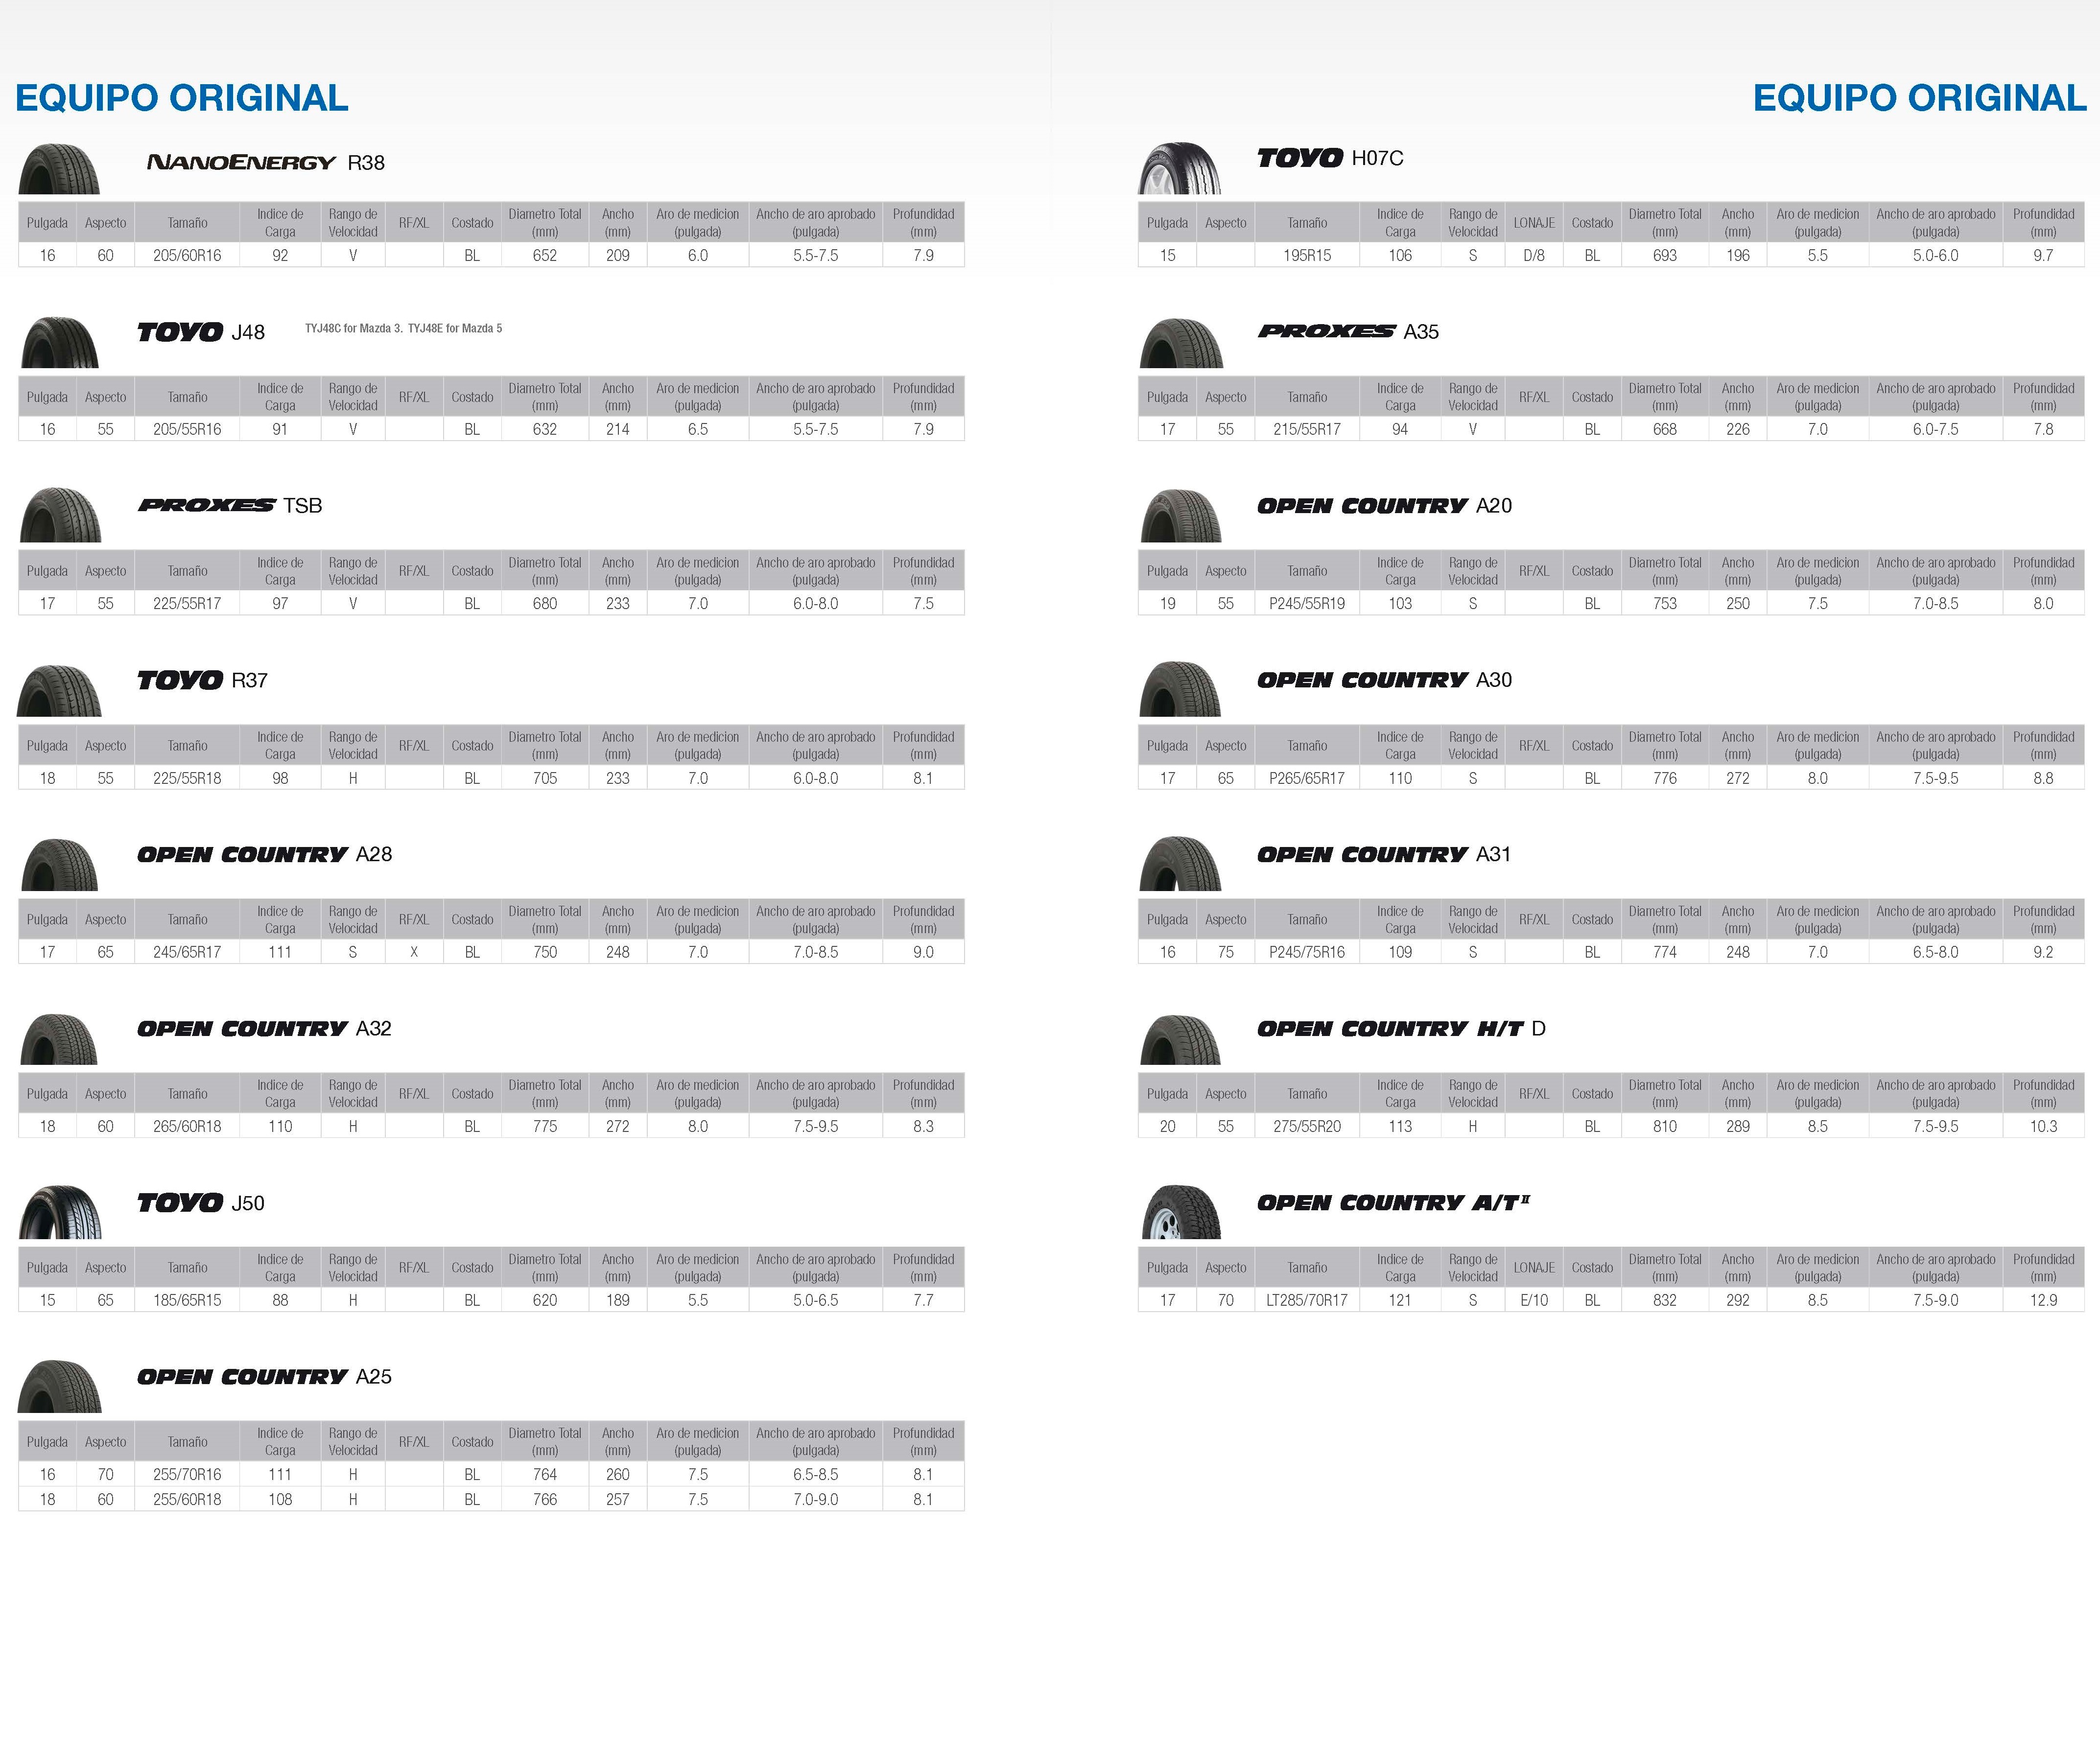 EQUIPO ORIGINAL
NANOENERGY R38
Pulgada Aspecto Tamaño Indice de Carga Rango de Velocidad RF/XL Costado Diametro Total (mm) Ancho (mm) Aro de medicion (pulgada) Ancho de aro aprobado (pulgada) Profundidad (mm)
16 60 205/60R16 92 V BL 652 209 6.0 5.5-7.5 7.9
TOYO J48 TYJ48C for Mazda 3. TYJ48E for Mazda 5
Pulgada Aspecto Tamaño Indice de Carga Rango de Velocidad RF/XL Costado Diametro Total (mm) Ancho (mm) Aro de medicion (pulgada) Ancho de aro aprobado (pulgada) Profundidad (mm)
16 55 205/55R16 91 V BL 632 214 6.5 5.5-7.5 7.9
PROXES TSB
Pulgada Aspecto Tamaño Indice de Carga Rango de Velocidad RF/XL Costado Diametro Total (mm) Ancho (mm) Aro de medicion (pulgada) Ancho de aro aprobado (pulgada) Profundidad (mm)
17 55 225/55R17 97 V BL 680 233 7.0 6.0-8.0 7.5
TOYO R37
Pulgada Aspecto Tamaño Indice de Carga Rango de Velocidad RF/XL Costado Diametro Total (mm) Ancho (mm) Aro de medicion (pulgada) Ancho de aro aprobado (pulgada) Profundidad (mm)
18 55 225/55R18 98 H BL 705 233 7.0 6.0-8.0 8.1
OPEN COUNTRY A28
Pulgada Aspecto Tamaño Indice de Carga Rango de Velocidad RF/XL Costado Diametro Total (mm) Ancho (mm) Aro de medicion (pulgada) Ancho de aro aprobado (pulgada) Profundidad (mm)
17 65 245/65R17 111 S X BL 750 248 7.0 7.0-8.5 9.0
OPEN COUNTRY A32
Pulgada Aspecto Tamaño Indice de Carga Rango de Velocidad RF/XL Costado Diametro Total (mm) Ancho (mm) Aro de medicion (pulgada) Ancho de aro aprobado (pulgada) Profundidad (mm)
18 60 265/60R18 110 H BL 775 272 8.0 7.5-9.5 8.3
TOYO J50
Pulgada Aspecto Tamaño Indice de Carga Rango de Velocidad RF/XL Costado Diametro Total (mm) Ancho (mm) Aro de medicion (pulgada) Ancho de aro aprobado (pulgada) Profundidad (mm)
15 65 185/65R15 88 H BL 620 189 5.5 5.0-6.5 7.7
OPEN COUNTRY A25
Pulgada Aspecto Tamaño Indice de Carga Rango de Velocidad RF/XL Costado Diametro Total (mm) Ancho (mm) Aro de medicion (pulgada) Ancho de aro aprobado (pulgada) Profundidad (mm)
16 70 255/70R16 111 H BL 764 260 7.5 6.5-8.5 8.1
18 60 255/60R18 108 H BL 766 257 7.5 7.0-9.0 8.1
EQUIPO ORIGINAL
TOYO H07C
Pulgada Aspecto Tamaño Indice de Carga Rango de Velocidad LONAJE Costado Diametro Total (mm) Ancho (mm) Aro de medicion (pulgada) Ancho de aro aprobado (pulgada) Profundidad (mm)
15 195R15 106 S D/8 BL 693 196 5.5 5.0-6.0 9.7
PROXES A35
Pulgada Aspecto Tamaño Indice de Carga Rango de Velocidad RF/XL Costado Diametro Total (mm) Ancho (mm) Aro de medicion (pulgada) Ancho de aro aprobado (pulgada) Profundidad (mm)
17 55 215/55R17 94 V BL 668 226 7.0 6.0-7.5 7.8
OPEN COUNTRY A20
Pulgada Aspecto Tamaño Indice de Carga Rango de Velocidad RF/XL Costado Diametro Total (mm) Ancho (mm) Aro de medicion (pulgada) Ancho de aro aprobado (pulgada) Profundidad (mm)
19 55 P245/55R19 103 S BL 753 250 7.5 7.0-8.5 8.0
OPEN COUNTRY A30
Pulgada Aspecto Tamaño Indice de Carga Rango de Velocidad RF/XL Costado Diametro Total (mm) Ancho (mm) Aro de medicion (pulgada) Ancho de aro aprobado (pulgada) Profundidad (mm)
17 65 P265/65R17 110 S BL 776 272 8.0 7.5-9.5 8.8
OPEN COUNTRY A31
Pulgada Aspecto Tamaño Indice de Carga Rango de Velocidad RF/XL Costado Diametro Total (mm) Ancho (mm) Aro de medicion (pulgada) Ancho de aro aprobado (pulgada) Profundidad (mm)
16 75 P245/75R16 109 S BL 774 248 7.0 6.5-8.0 9.2
OPEN COUNTRY H/T D
Pulgada Aspecto Tamaño Indice de Carga Rango de Velocidad RF/XL Costado Diametro Total (mm) Ancho (mm) Aro de medicion (pulgada) Ancho de aro aprobado (pulgada) Profundidad (mm)
20 55 275/55R20 113 H BL 810 289 8.5 7.5-9.5 10.3
OPEN COUNTRY A/T II
Pulgada Aspecto Tamaño Indice de Carga Rango de Velocidad LONAJE Costado Diametro Total (mm) Ancho (mm) Aro de medicion (pulgada) Ancho de aro aprobado (pulgada) Profundidad (mm)
17 70 LT285/70R17 121 S E/10 BL 832 292 8.5 7.5-9.0 12.9